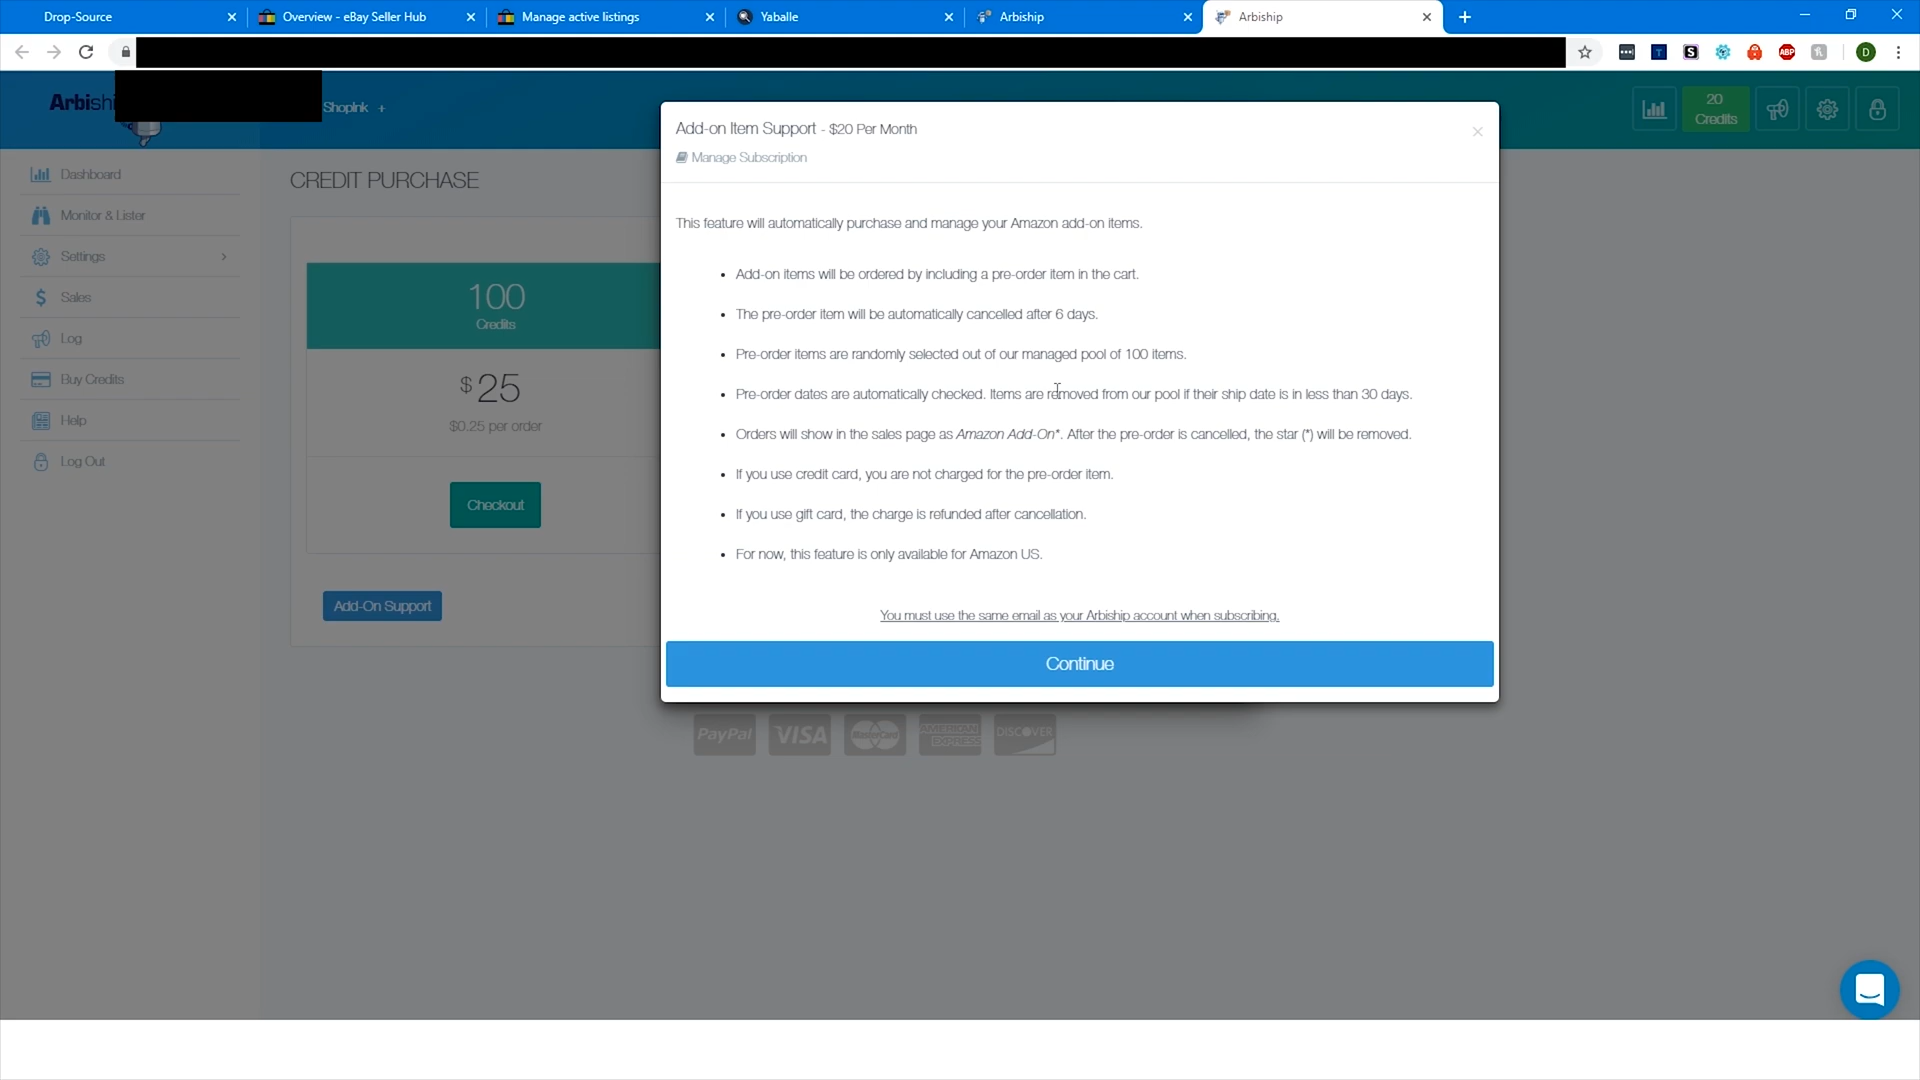 Drop-Source
Overview - eBay Seller Hub
Manage active listings
Yaballe
Arbiship
Arbiship
ABP
D
Arbishi
ShopInk +
20
Credits
Add-on Item Support - $20 Per Month
Manage Subscription
Dashboard
Monitor & Lister
Settings
Sales
Log
Buy Credits
Help
Log Out
CREDIT PURCHASE
100
Credits
$25
$0.25 per order
Checkout
Add-On Support
This feature will automatically purchase and manage your Amazon add-on items.
• Add-on items will be ordered by including a pre-order item in the cart.
• The pre-order item will be automatically cancelled after 6 days.
• Pre-order items are randomly selected out of our managed pool of 100 items.
• Pre-order dates are automatically checked. Items are removed from our pool if their ship date is in less than 30 days.
• Orders will show in the sales page as Amazon Add-On*. After the pre-order is cancelled, the star (*) will be removed.
• If you use credit card, you are not charged for the pre-order item.
• If you use gift card, the charge is refunded after cancellation.
• For now, this feature is only available for Amazon US.
You must use the same email as your Arbiship account when subscribing.
Continue
PayPal
VISA
MasterCard
AMERICAN EXPRESS
DISCOVER